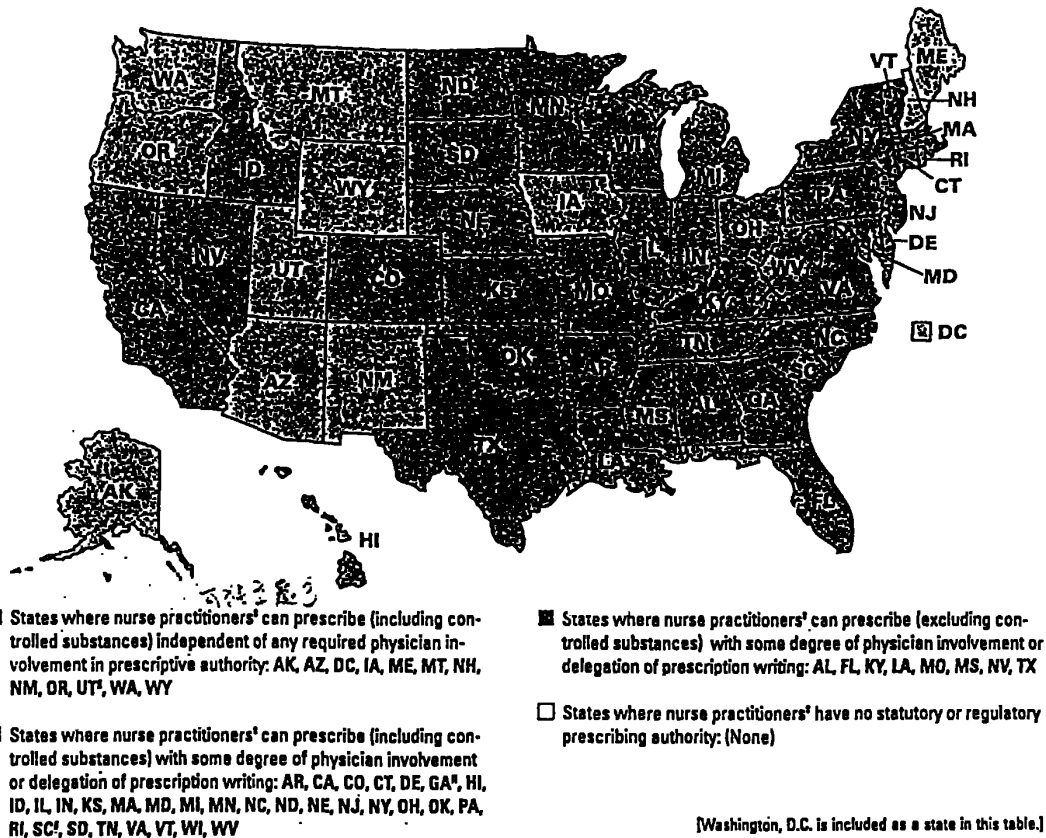 WA
MT
ND
MN
VT
ME
NH
OR
ID
SD
WI
NY
MA
WY
MI
RI
IA
PA
CT
NE
NJ
NV
UT
CO
IL
IN
OH
DE
CA
KS
MO
WV
MD
KY
VA
DC
AZ
NM
OK
AR
TN
NC
SC
TX
MS
AL
GA
LA
FL
AK
HI
States where nurse practitioners‡ can prescribe (including con-
trolled substances) independent of any required physician in-
volvement in prescriptive authority: AK, AZ, DC, IA, ME, MT, NH,
NM, OR, UT, WA, WY
States where nurse practitioners‡ can prescribe (including con-
trolled substances) with some degree of physician involvement
or delegation of prescription writing: AR, CA, CO, CT, DE, GA, HI,
ID, IL, IN, KS, MA, MD, MI, MN, NC, ND, NE, NJ, NY, OH, OK, PA,
RI, SC, SD, TN, VA, VT, WI, WV
States where nurse practitioners‡ can prescribe (excluding con-
trolled substances) with some degree of physician involvement or
delegation of prescription writing: AL, FL, KY, LA, MO, MS, NV, TX
States where nurse practitioners‡ have no statutory or regulatory
prescribing authority: (None)
[Washington, D.C. is included as a state in this table.]